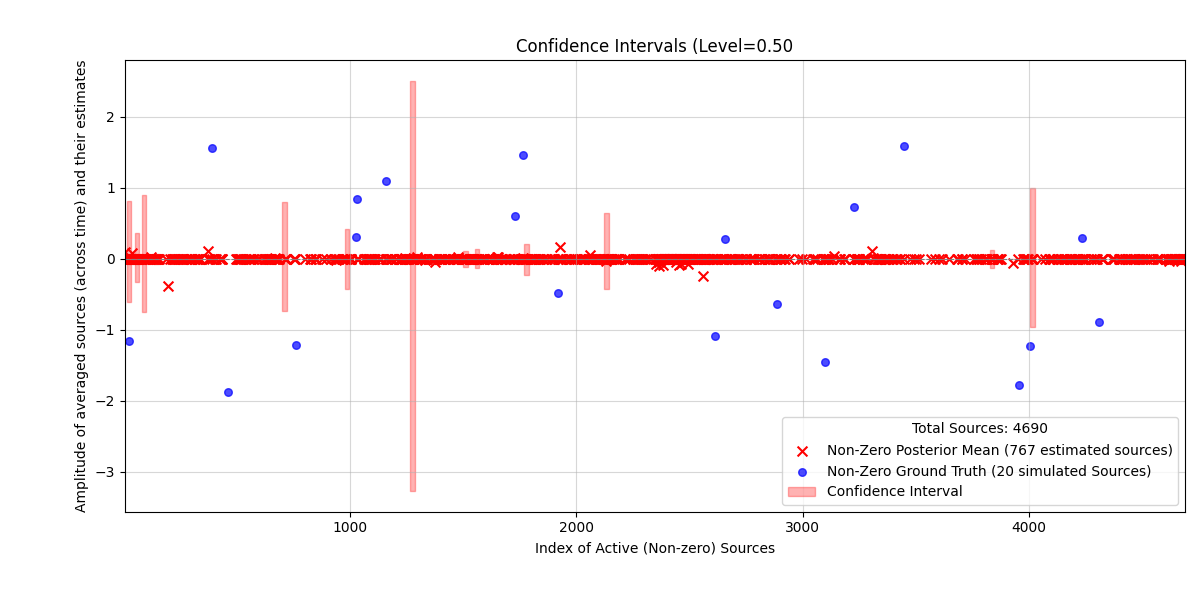 Confidence Intervals (Level=0.50
Amplitude of averaged sources (across time) and their estimates
2
1
0
−1
−2
−3
1000
2000
3000
4000
Index of Active (Non-zero) Sources
Total Sources: 4690
Non-Zero Posterior Mean (767 estimated sources)
Non-Zero Ground Truth (20 simulated Sources)
Confidence Interval